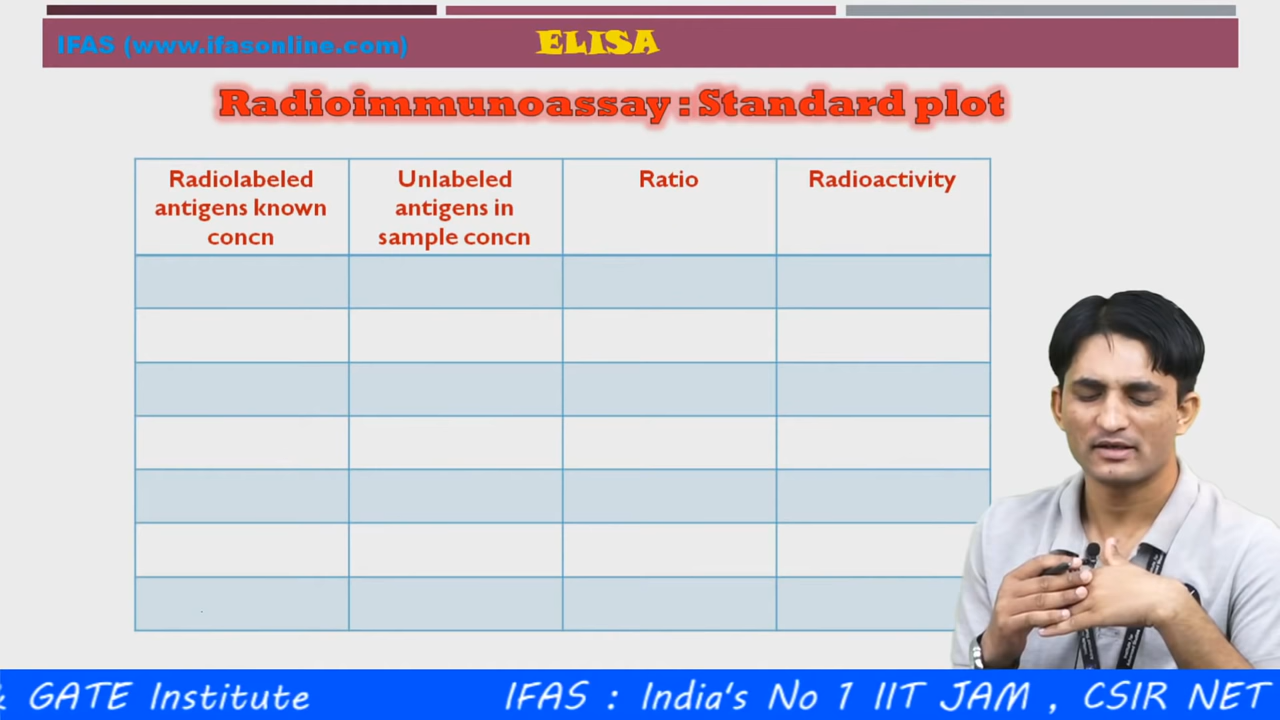 IFAS (www.ifasonline.com)
ELISA
Radioimmunoassay : Standard plot
Radiolabeled
antigens known
concn
Unlabeled
antigens in
sample concn
Ratio
Radioactivity
& GATE Institute
IFAS : India's No 1 IIT JAM , CSIR NET